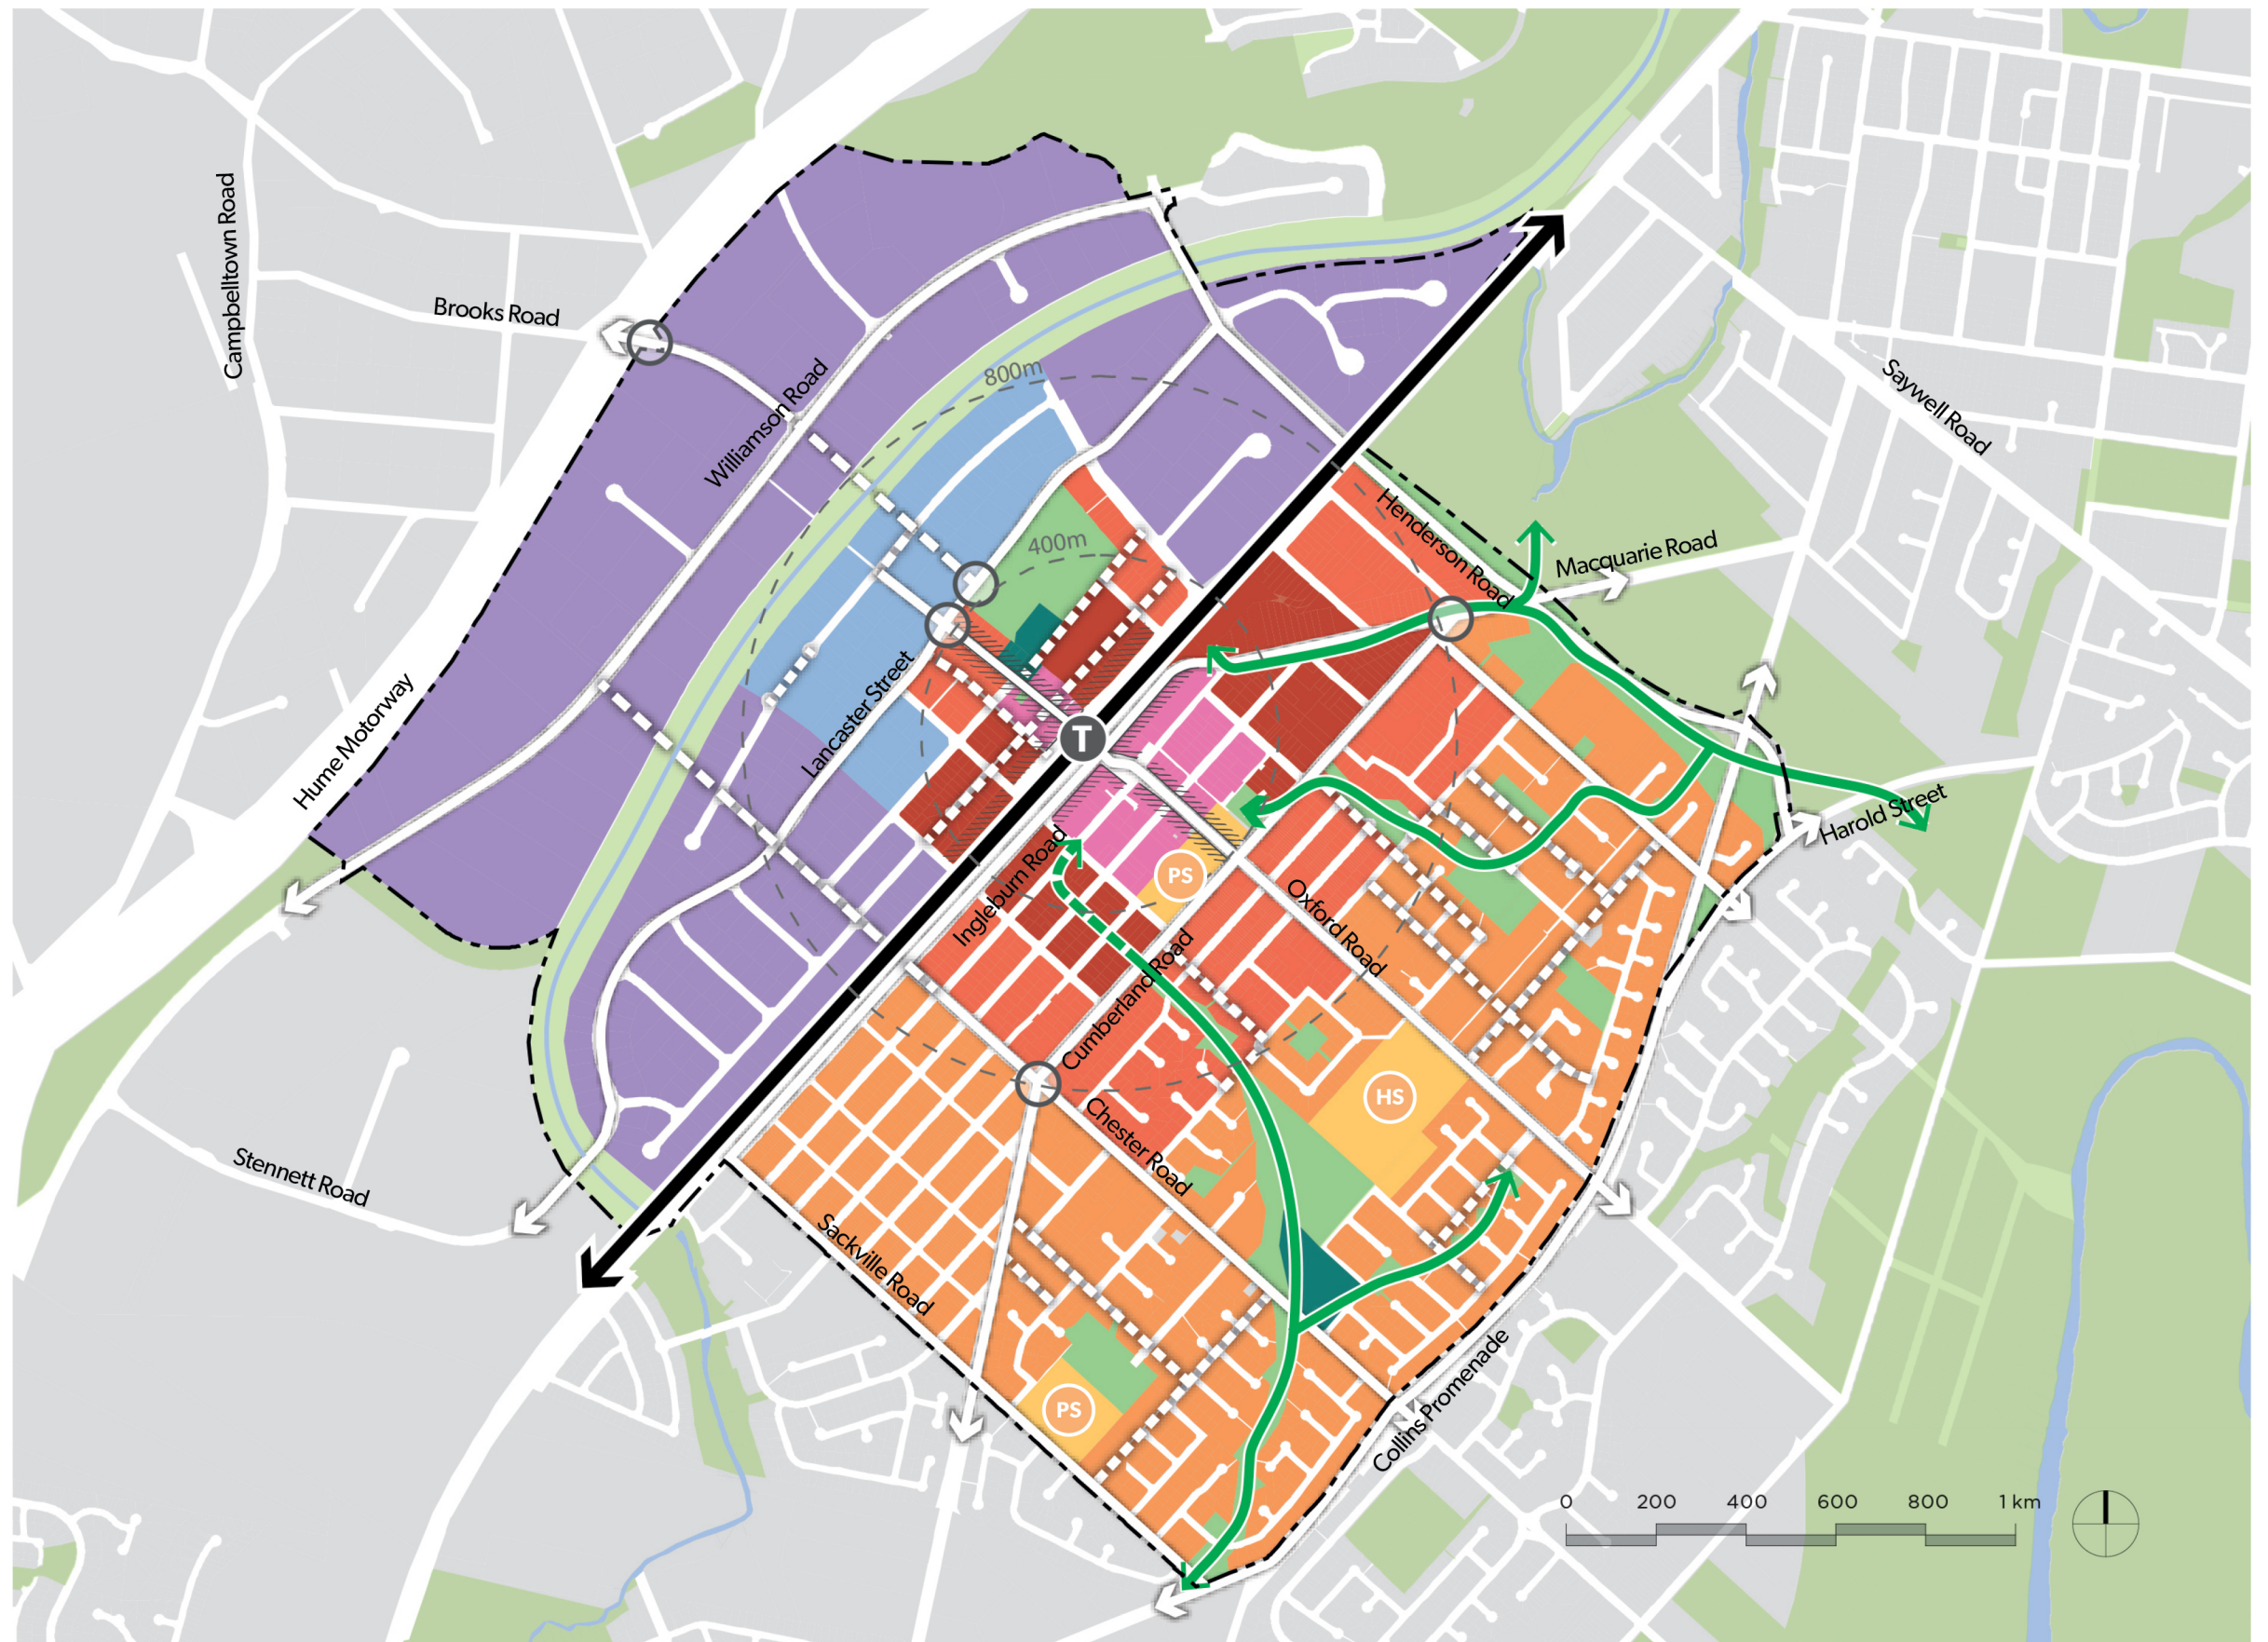 Campbelltown Road
Brooks Road
Williamson Road
800m
Saywell Road
400m
Henderson Road
Macquarie Road
Lancaster Street
Hume Motorway
T
Harold Street
Ingleburn Road
PS
Oxford Road
Cumberland Road
HS
Chester Road
Stennett Road
Sackville Road
PS
Collins Promenade
0 200 400 600 800 1 km